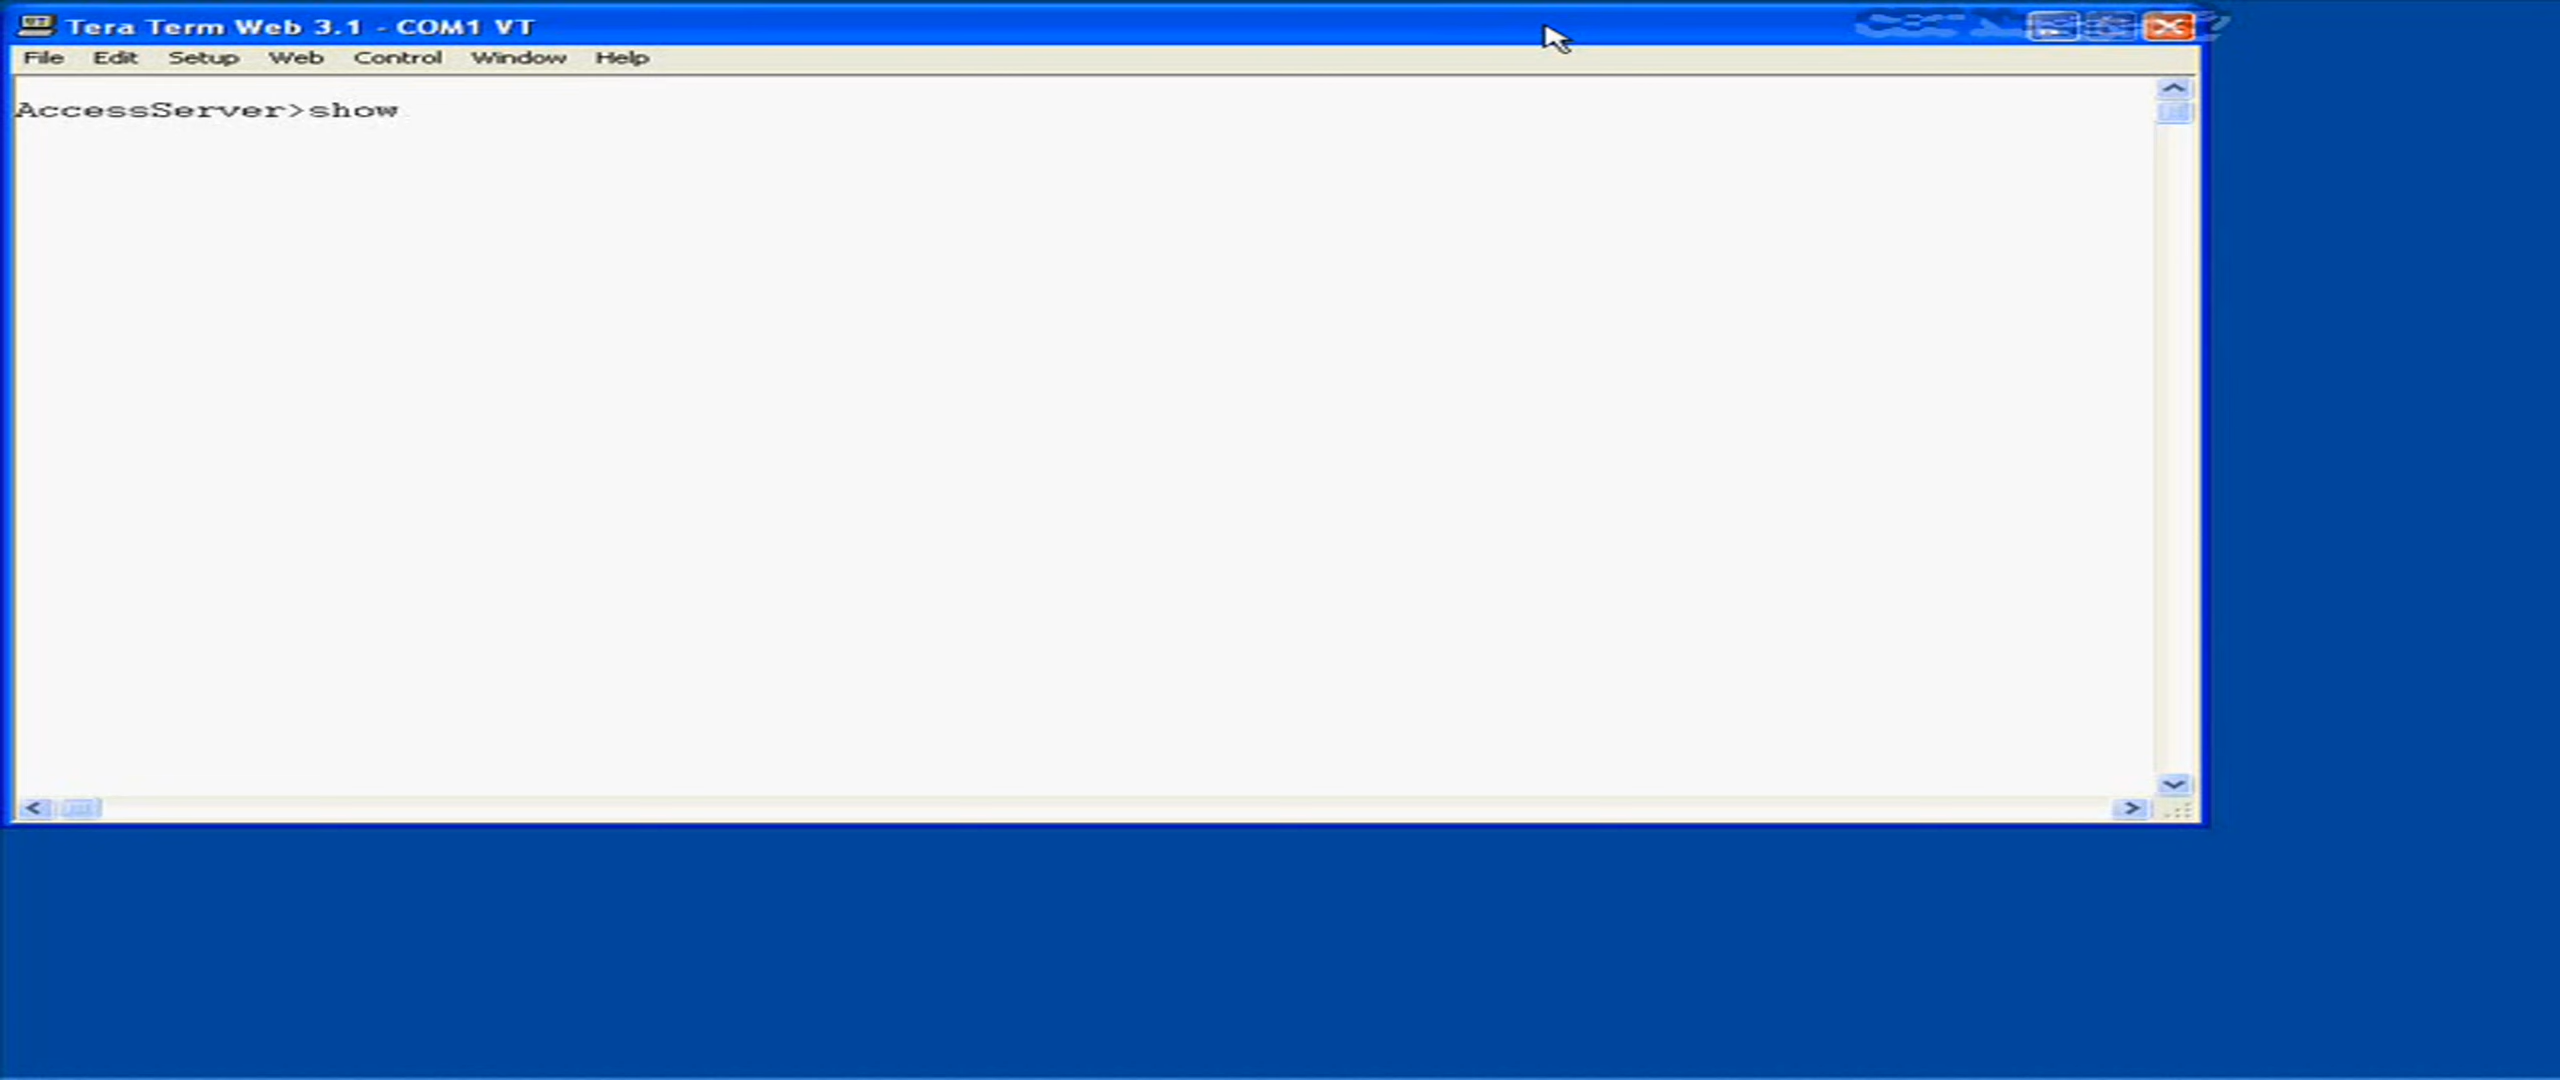 Tera Term Web 3.1 - COM1 VT
File Edit Setup Web Control Window Help
AccessServer>show